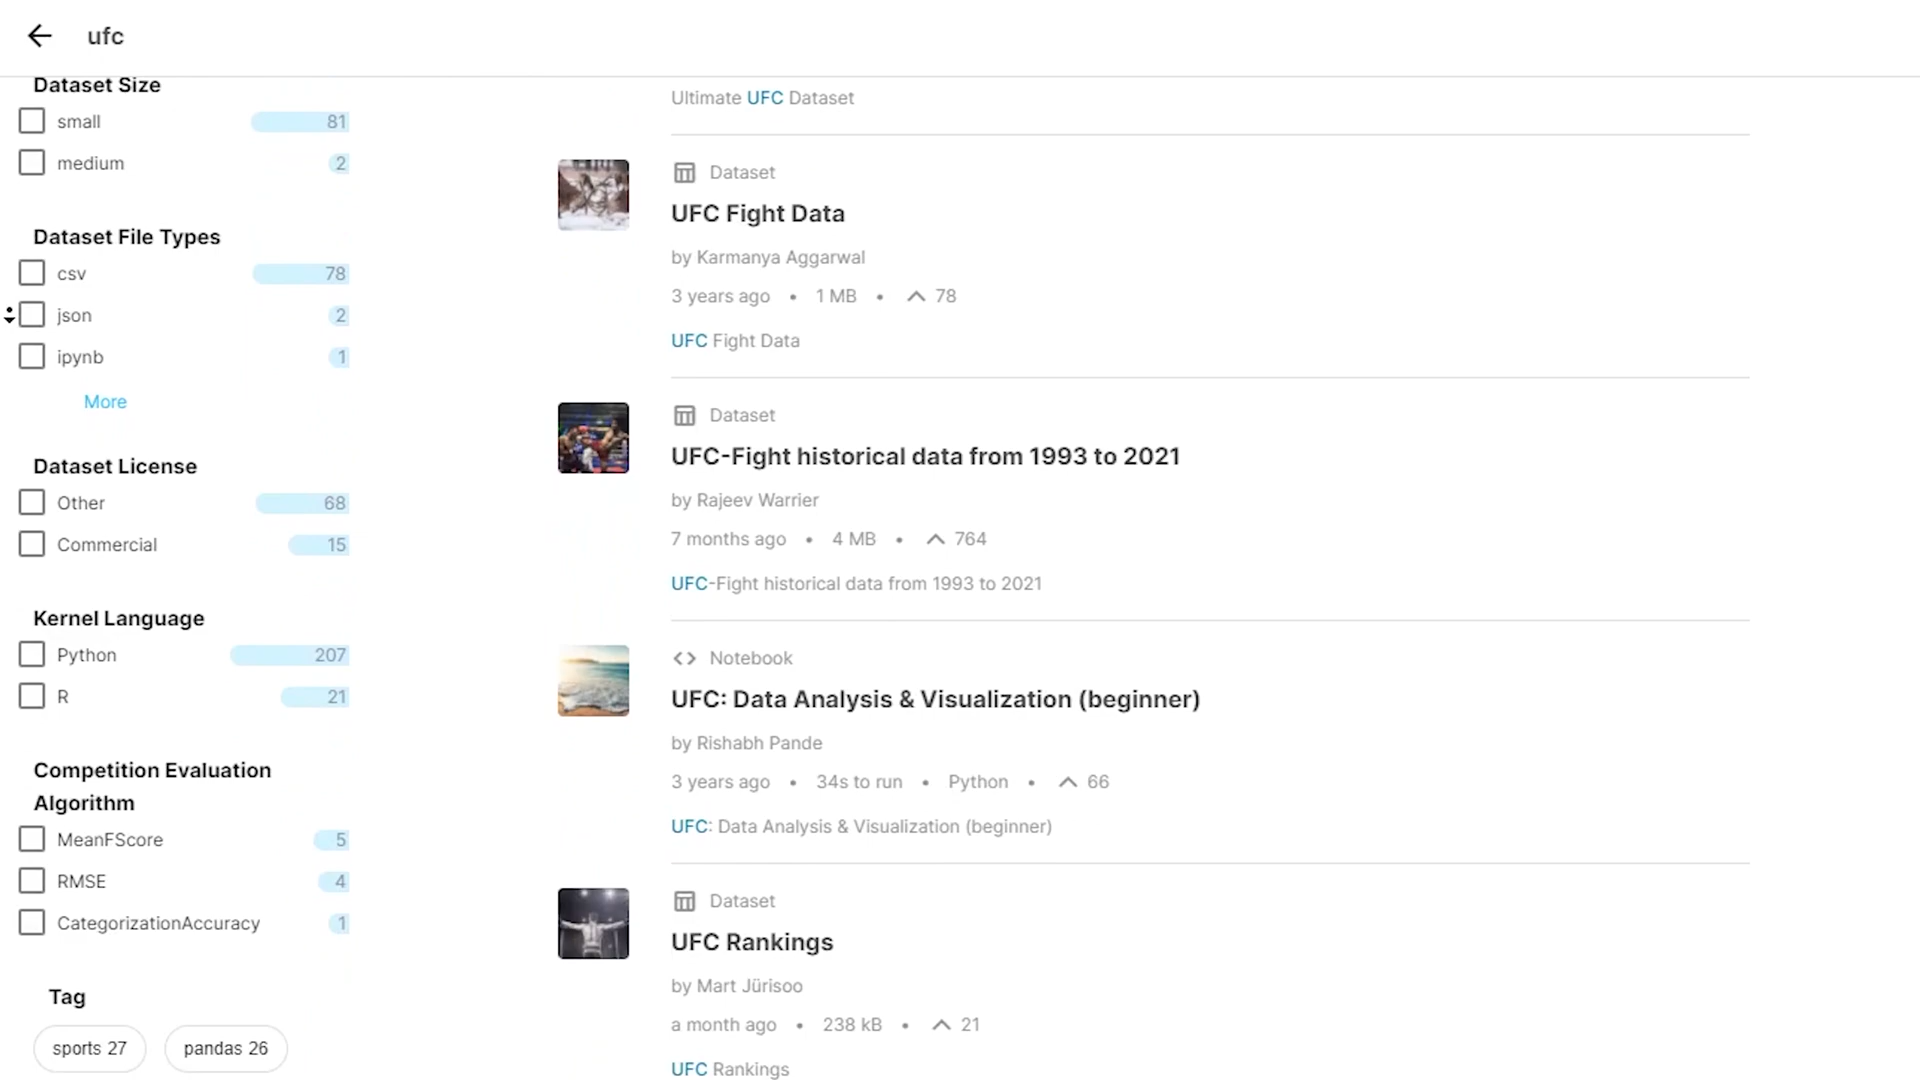 ufc
Dataset Size
small 81
medium 2
Dataset File Types
csv 78
json 2
ipynb 1
More
Dataset License
Other 68
Commercial 15
Kernel Language
Python 207
R 21
Competition Evaluation
Algorithm
MeanFScore 5
RMSE 4
CategorizationAccuracy 1
Tag
sports 27
pandas 26
Ultimate UFC Dataset
Dataset
UFC Fight Data
by Karmanya Aggarwal
3 years ago • 1 MB • 78
UFC Fight Data
Dataset
UFC-Fight historical data from 1993 to 2021
by Rajeev Warrier
7 months ago • 4 MB • 764
UFC-Fight historical data from 1993 to 2021
Notebook
UFC: Data Analysis & Visualization (beginner)
by Rishabh Pande
3 years ago • 34s to run • Python • 66
UFC: Data Analysis & Visualization (beginner)
Dataset
UFC Rankings
by Mart Jürisoo
a month ago • 238 kB • 21
UFC Rankings